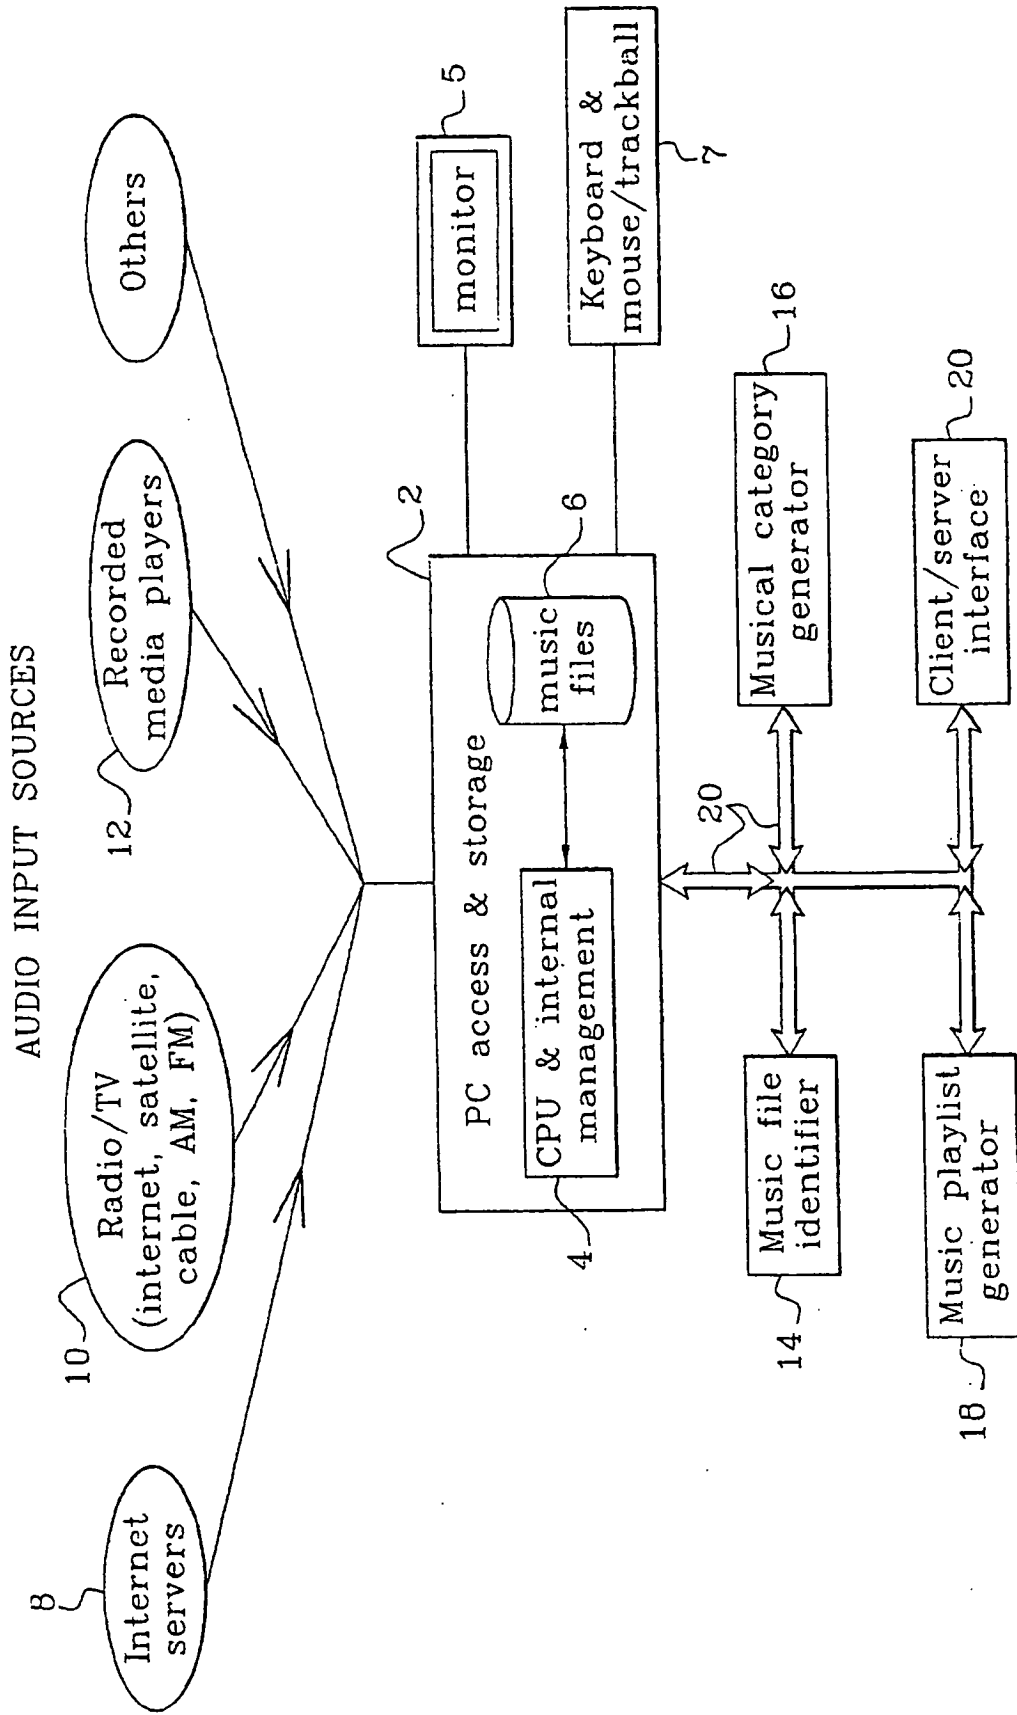 AUDIO INPUT SOURCES
8
Internet
servers
10
Radio/TV
(internet, satellite,
cable, AM, FM)
12
Recorded
media players
Others
2
PC access & storage
4
CPU & internal
management
6
music
files
5
monitor
7
Keyboard &
mouse/trackball
20
14
Music file
identifier
16
Musical category
generator
18
Music playlist
generator
20
Client/server
interface